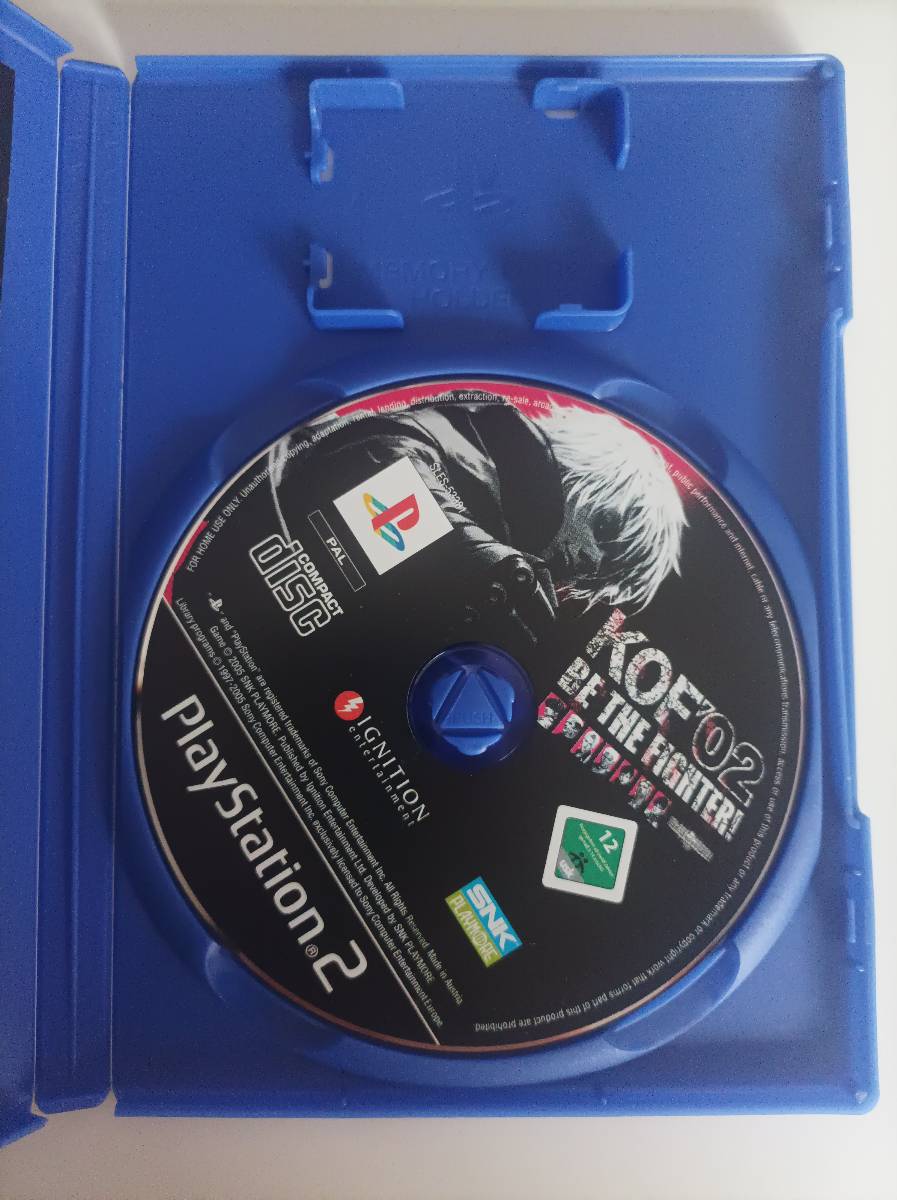 MEMORY CARD
HOLDER
FOR HOME USE ONLY. Unauthorised copying, adaptation, rental, lending, distribution, extraction, re-sale, arcade
public performance and internet, cable or any telecommunications transmission, access or use of this product or any trademark or copyright work that forms part of this product are prohibited.
PAL
COMPACT
disc
KOF'02
BE THE FIGHTER!
PUSH
IGNITION
entertainment
12
SNK
PLAYMORE
and "PlayStation" are registered trademarks of Sony Computer Entertainment Inc. All Rights Reserved. Made in Austria.
Game © 2005 SNK PLAYMORE. Published by Ignition Entertainment Ltd. Developed by SNK PLAYMORE
Library programs © 1997-2005 Sony Computer Entertainment Inc. exclusively licensed to Sony Computer Entertainment Europe.
PlayStation®2